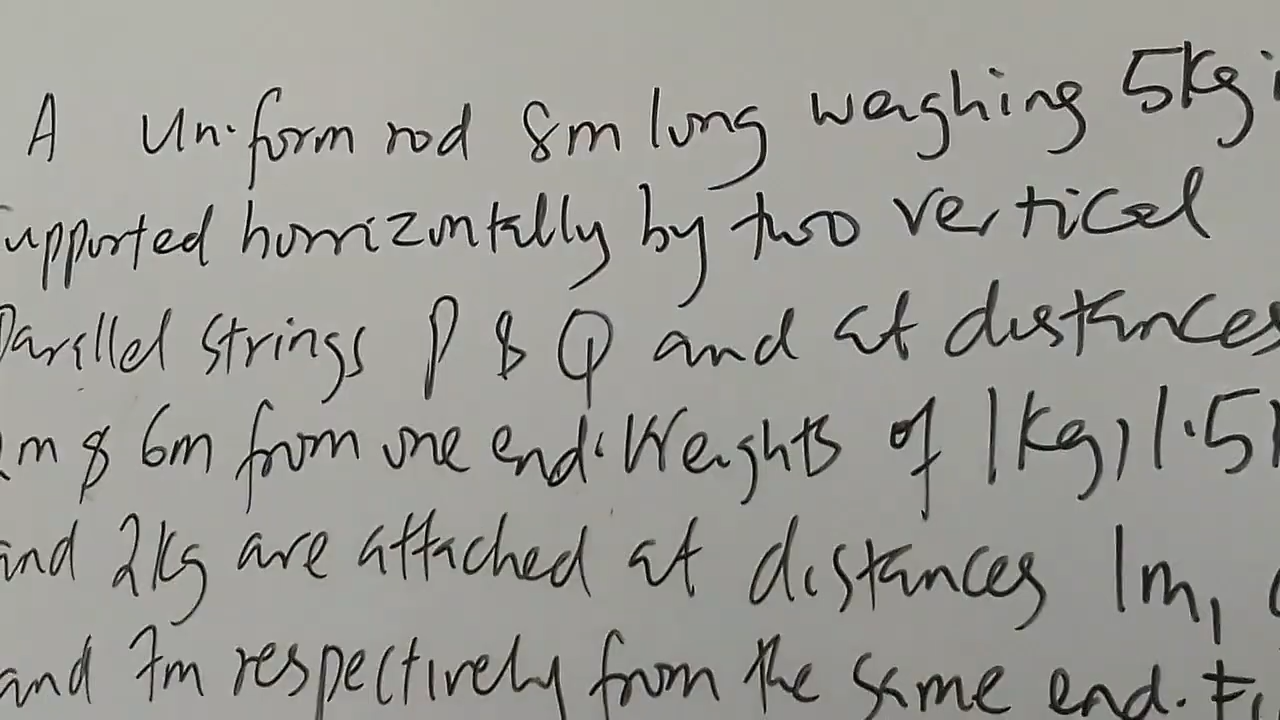 A Uniform rod 8m long weighing 5kg
upported horrizontally by two vertical
Parallel strings P & Q and at distances
m & 6m from one end. Weights of 1kg, 1.5
and 2kg are attached at distances 1m,
and 7m respectively from the same end.